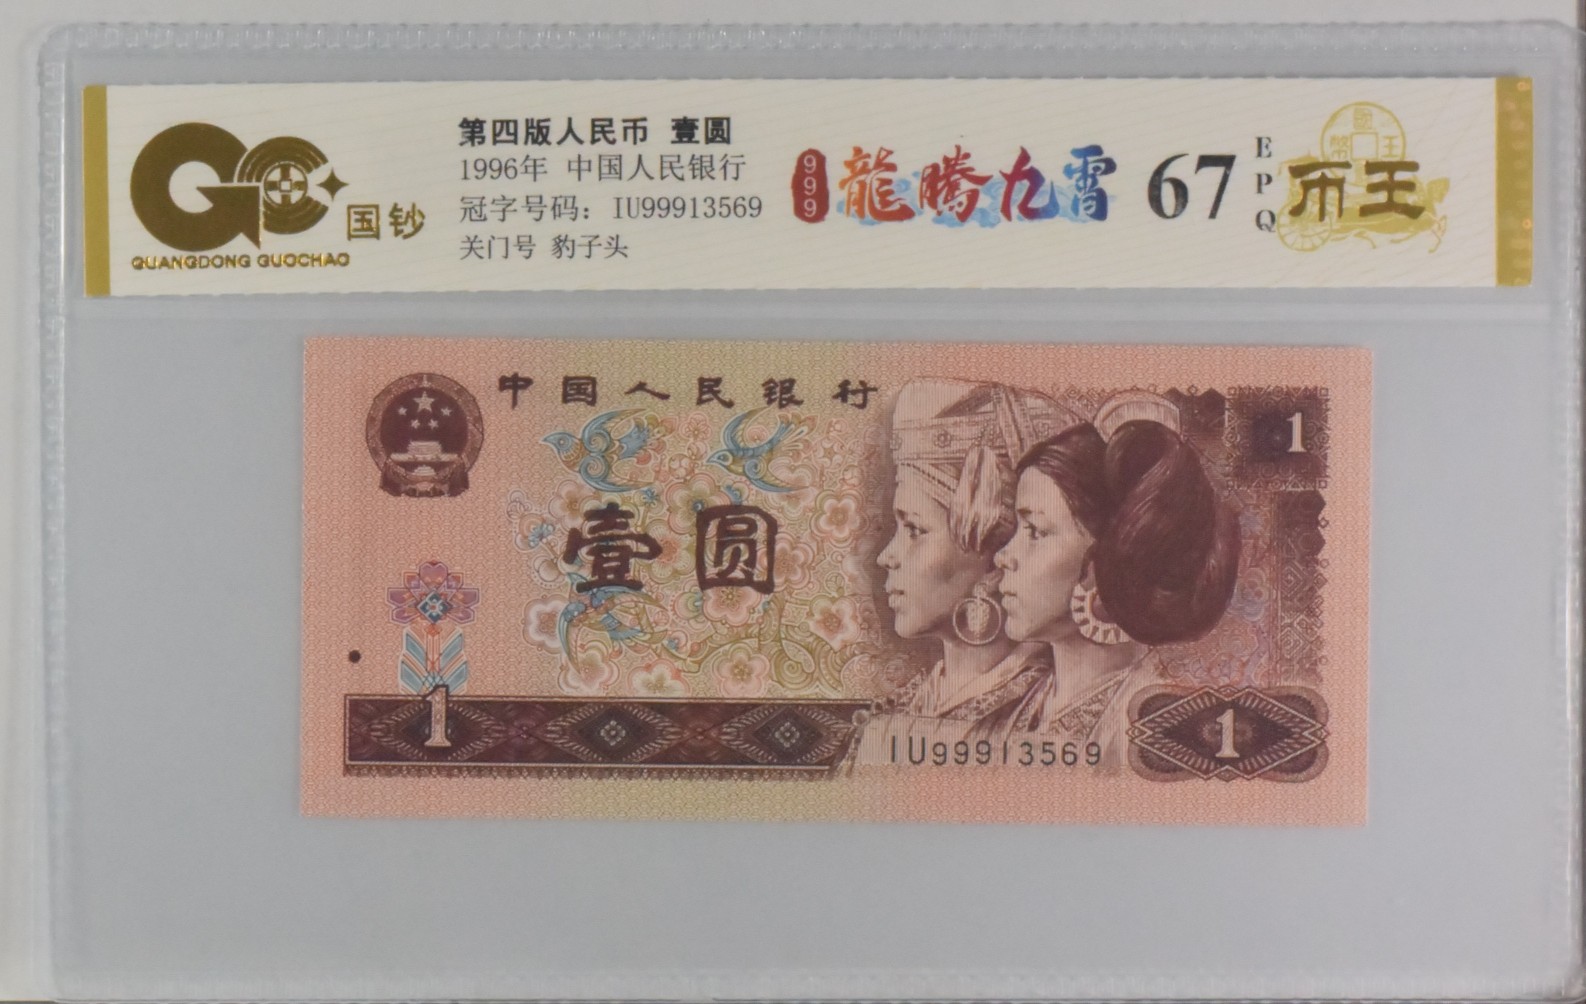 国钞
GUANGDONG GUOCHAO
第四版人民币 壹圆
1996年 中国人民银行
冠字号码：IU99913569
关门号 豹子头
999
龍騰九霄
67
EPQ
币王
中国人民银行
1
壹圆
1
IU99913569
1